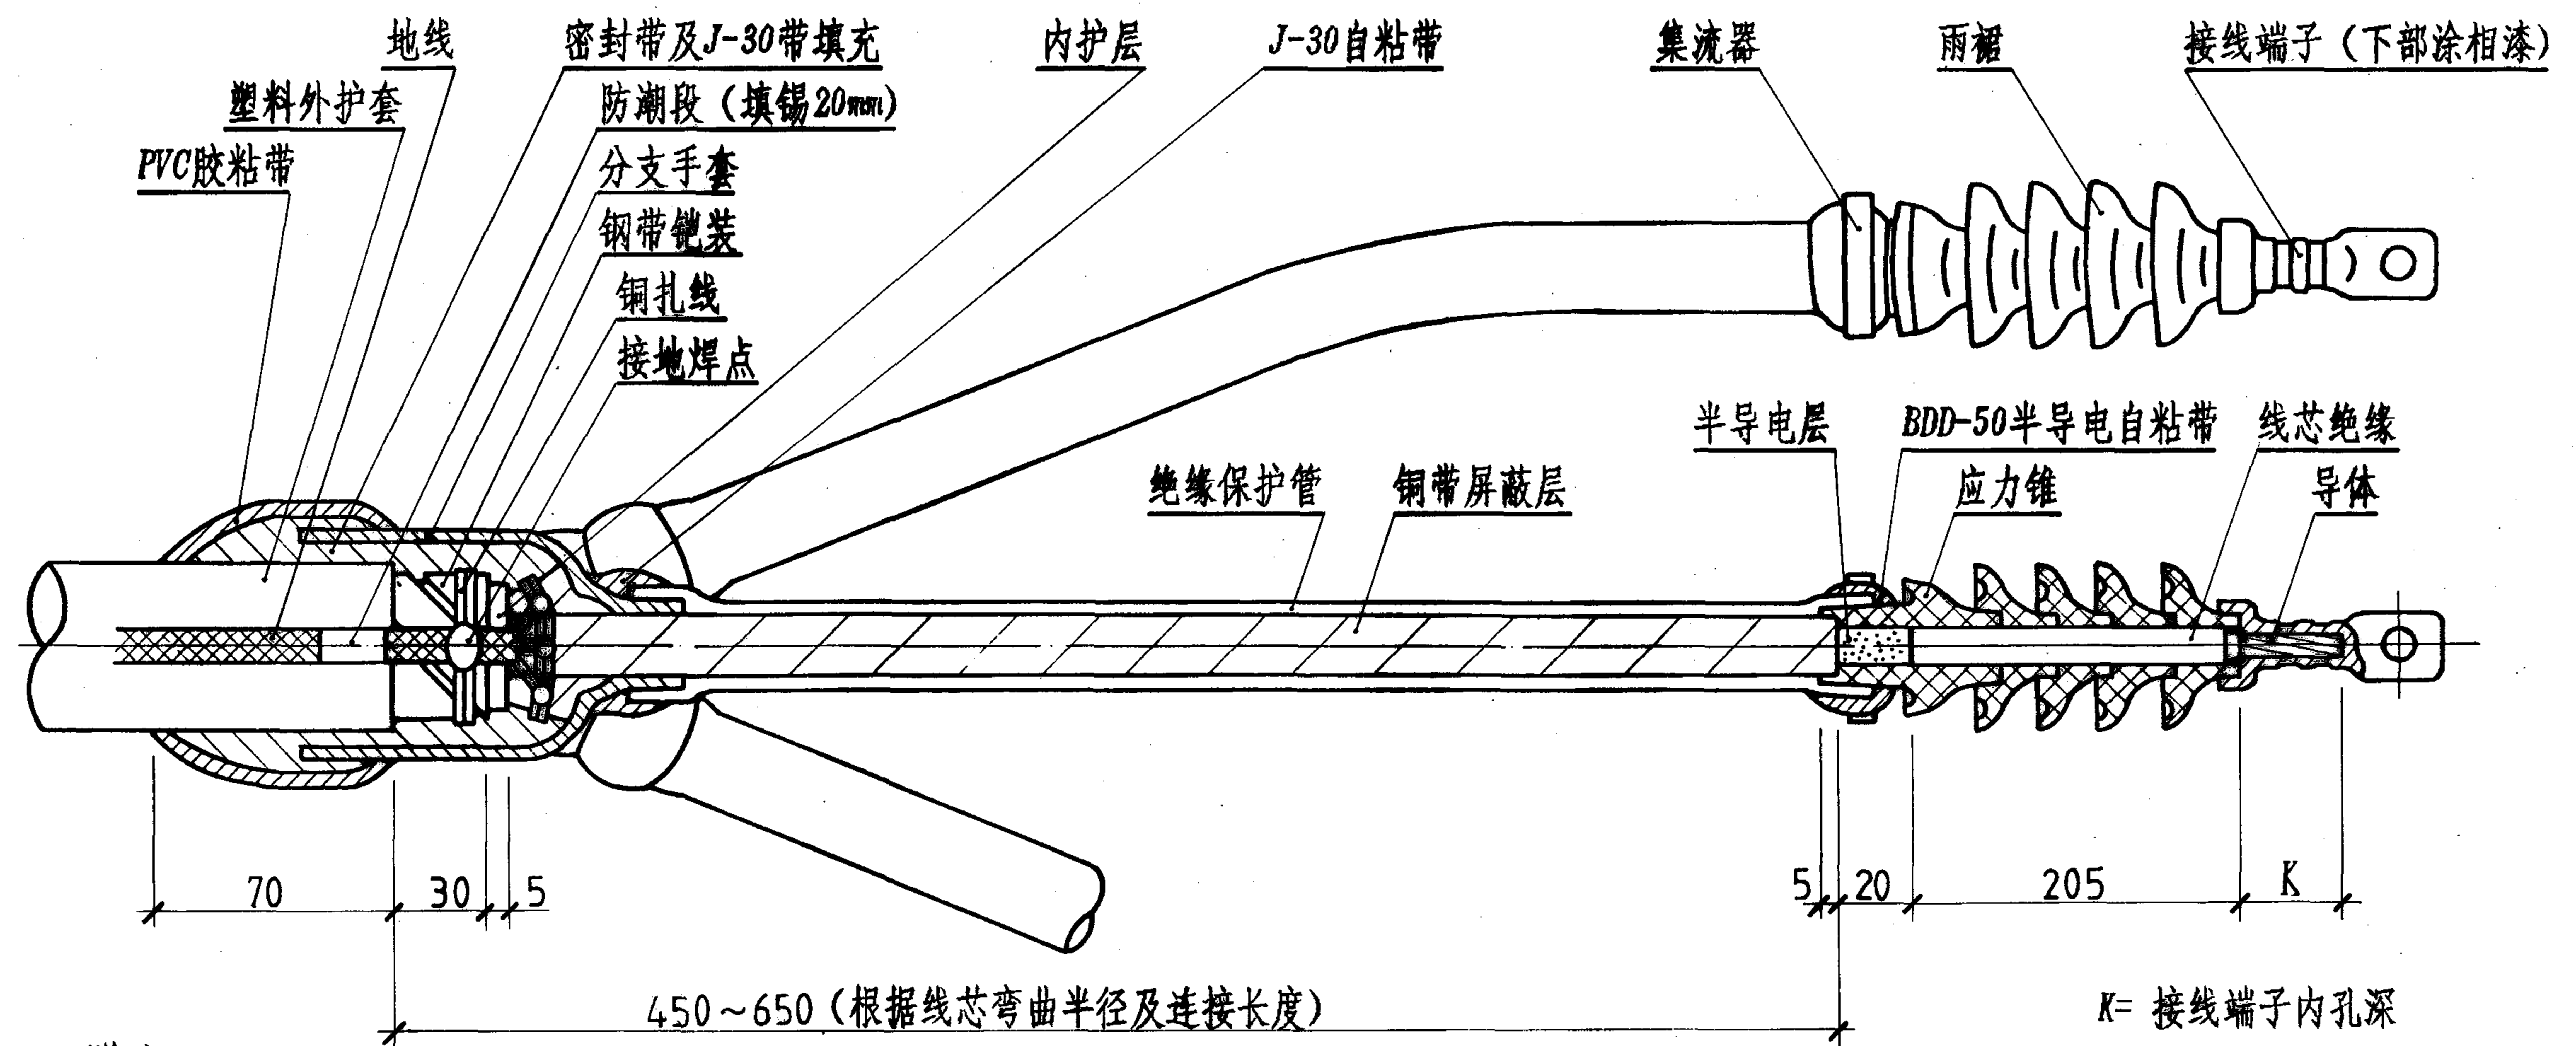 地线
密封带及J-30带填充
内护层
J-30自粘带
集流器
雨裙
接线端子（下部涂相漆）
塑料外护套
防潮段（填锡20mm）
PVC胶粘带
分支手套
钢带铠装
铜扎线
接地焊点
半导电层
BDD-50半导电自粘带
线芯绝缘
绝缘保护管
铜带屏蔽层
应力锥
导体
70
30
5
5
20
205
K
450～650（根据线芯弯曲半径及连接长度）
K= 接线端子内孔深